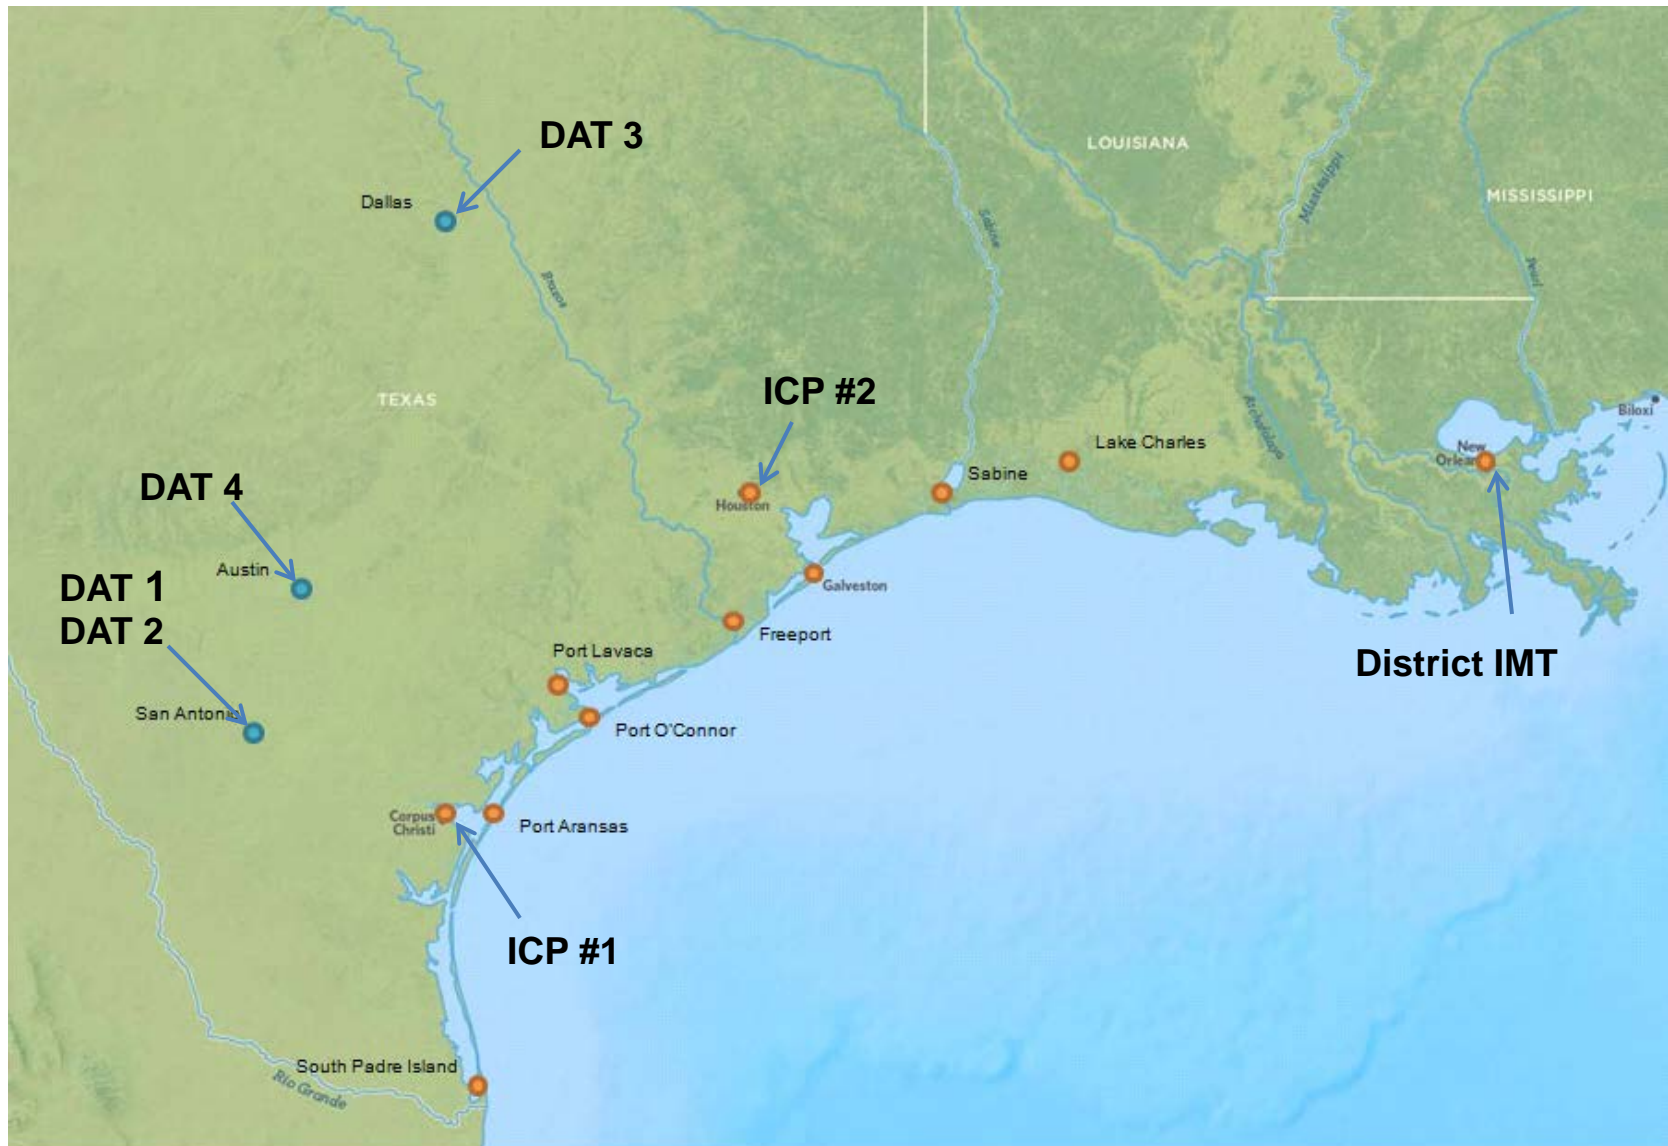 DAT 3
LOUISIANA
Mississippi
MISSISSIPPI
Dallas
Sabine
Brazos
Pearl
ICP #2
TEXAS
Biloxi
Atchafalaya
Lake Charles
New
Orleans
Sabine
DAT 4
Houston
Austin
Galveston
DAT 1
DAT 2
Freeport
Port Lavaca
District IMT
San Antonio
Port O'Connor
Corpus
Christi
Port Aransas
ICP #1
South Padre Island
Rio Grande